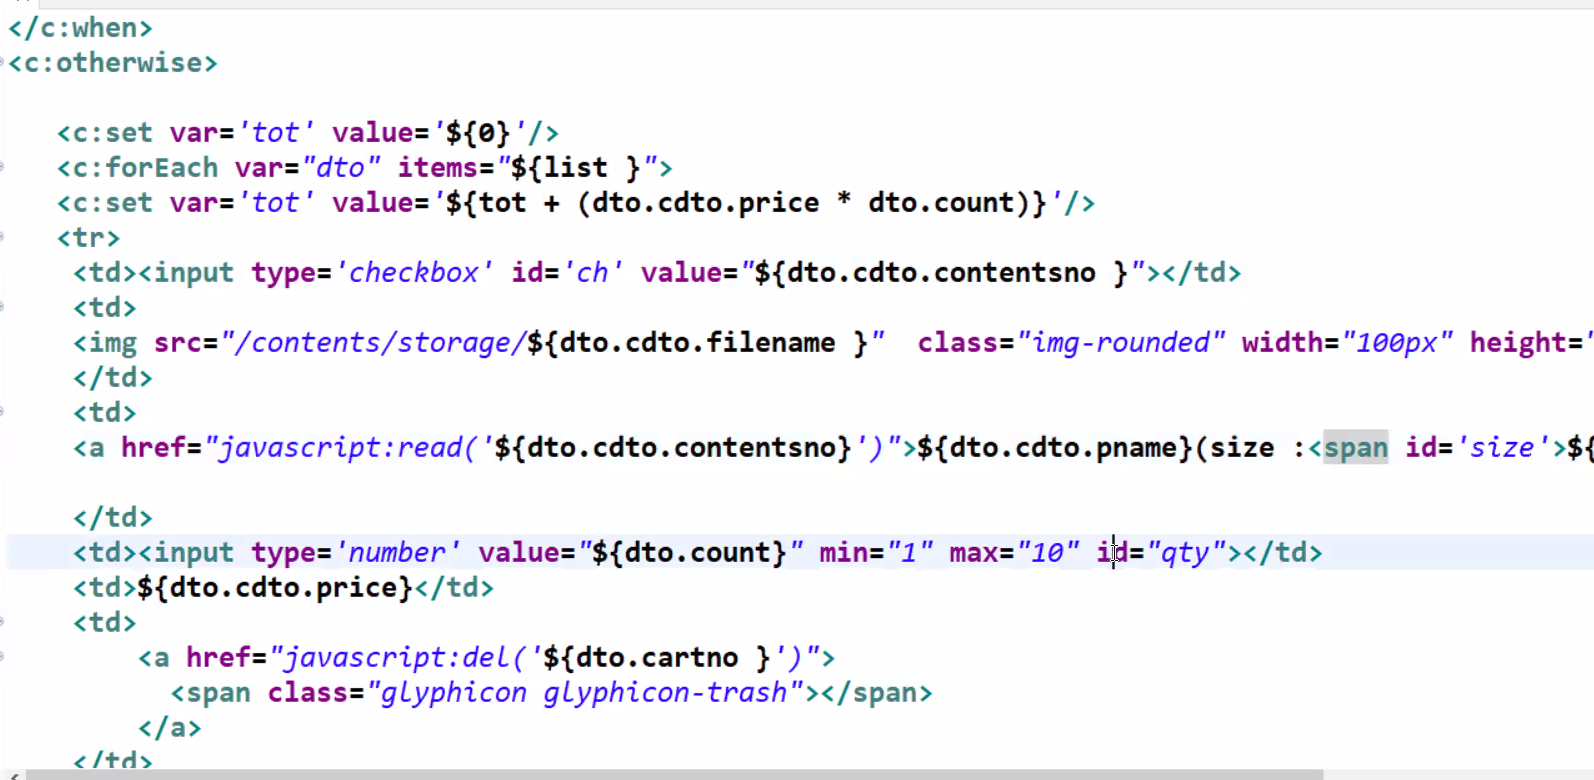 </c:when>
<c:otherwise>
<c:set var='tot' value='${0}'/>
<c:forEach var="dto" items="${list }">
<c:set var='tot' value='${tot + (dto.cdto.price * dto.count)}'/>
<tr>
<td><input type='checkbox' id='ch' value="${dto.cdto.contentsno }"></td>
<td>
<img src="/contents/storage/${dto.cdto.filename }"  class="img-rounded" width="100px" height='
</td>
<td>
<a href="javascript:read('${dto.cdto.contentsno}')">${dto.cdto.pname}(size :<span id='size'>${
</td>
<td><input type='number' value="${dto.count}" min="1" max="10" id="qty"></td>
<td>${dto.cdto.price}</td>
<td>
<a href="javascript:del('${dto.cartno }')">
<span class="glyphicon glyphicon-trash"></span>
</a>
</td>